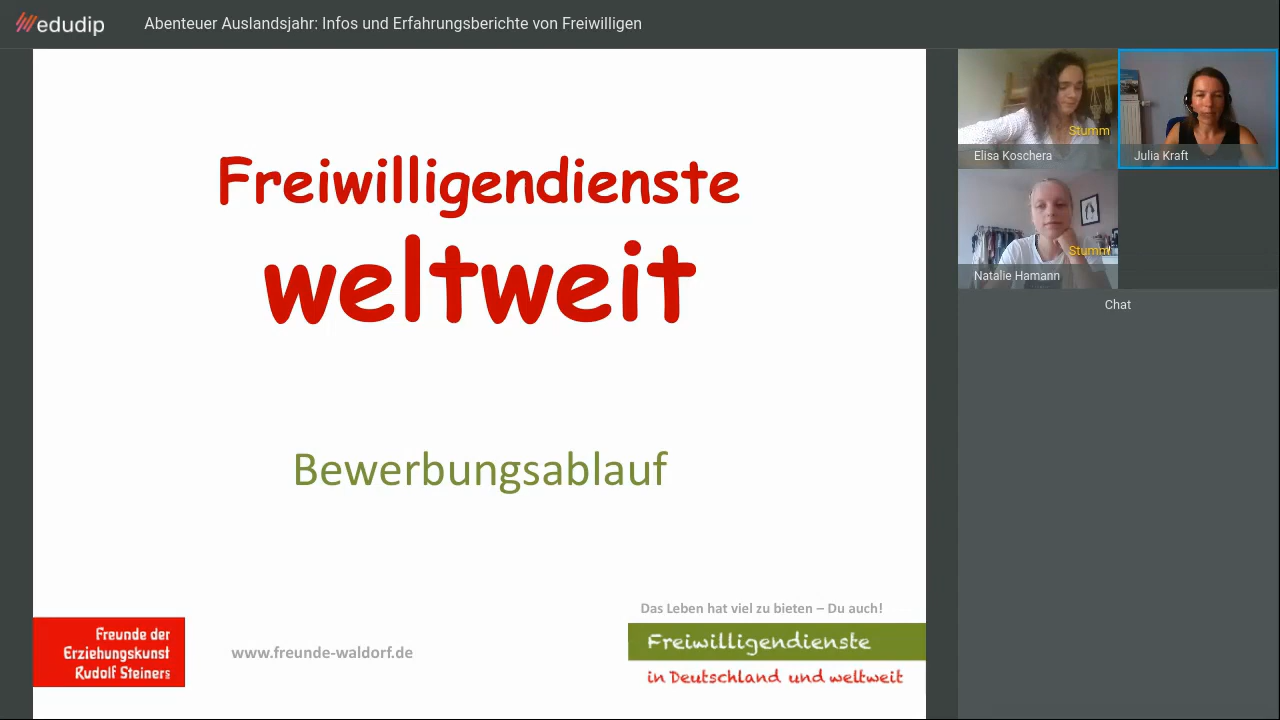 edudip
Abenteuer Auslandsjahr: Infos und Erfahrungsberichte von Freiwilligen
Freiwilligendienste
weltweit
Bewerbungsablauf
Das Leben hat viel zu bieten – Du auch!
Freunde der
Erziehungskunst
Rudolf Steiners
www.freunde-waldorf.de
Freiwilligendienste
in Deutschland und weltweit
Stumm
Elisa Koschera
Julia Kraft
Stumm
Natalie Hamann
Chat